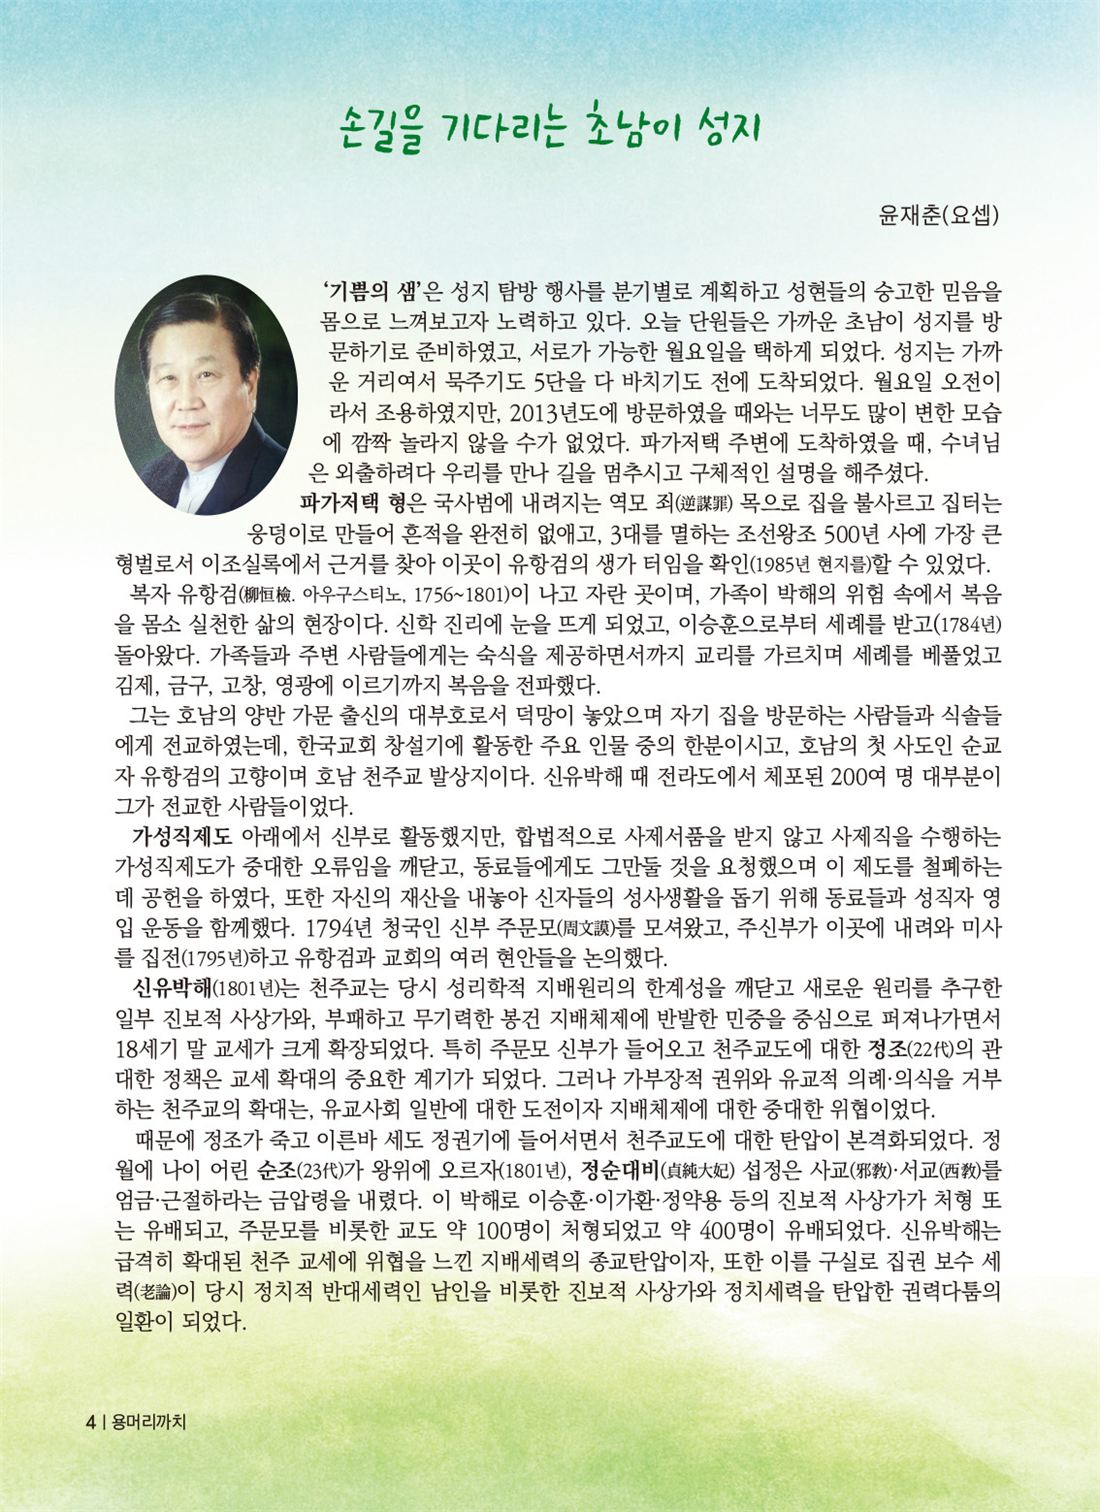 손길을 기다리는 초남이 성지
윤재춘(요셉)
‘기쁨의 샘’은 성지 탐방 행사를 분기별로 계획하고 성현들의 숭고한 믿음을
몸으로 느껴보고자 노력하고 있다. 오늘 단원들은 가까운 초남이 성지를 방
문하기로 준비하였고, 서로가 가능한 월요일을 택하게 되었다. 성지는 가까
운 거리여서 묵주기도 5단을 다 바치기도 전에 도착되었다. 월요일 오전이
라서 조용하였지만, 2013년도에 방문하였을 때와는 너무도 많이 변한 모습
에 깜짝 놀라지 않을 수가 없었다. 파가저택 주변에 도착하였을 때, 수녀님
은 외출하려다 우리를 만나 길을 멈추시고 구체적인 설명을 해주셨다.
파가저택 형은 국사범에 내려지는 역모 죄(逆謀罪) 목으로 집을 불사르고 집터는
웅덩이로 만들어 흔적을 완전히 없애고, 3대를 멸하는 조선왕조 500년 사에 가장 큰
형벌로서 이조실록에서 근거를 찾아 이곳이 유항검의 생가 터임을 확인(1985년 현지를)할 수 있었다.
복자 유항검(柳恒檢. 아우구스티노, 1756~1801)이 나고 자란 곳이며, 가족이 박해의 위험 속에서 복음
을 몸소 실천한 삶의 현장이다. 신학 진리에 눈을 뜨게 되었고, 이승훈으로부터 세례를 받고(1784년)
돌아왔다. 가족들과 주변 사람들에게는 숙식을 제공하면서까지 교리를 가르치며 세례를 베풀었고
김제, 금구, 고창, 영광에 이르기까지 복음을 전파했다.
그는 호남의 양반 가문 출신의 대부호로서 덕망이 놓았으며 자기 집을 방문하는 사람들과 식솔들
에게 전교하였는데, 한국교회 창설기에 활동한 주요 인물 중의 한분이시고, 호남의 첫 사도인 순교
자 유항검의 고향이며 호남 천주교 발상지이다. 신유박해 때 전라도에서 체포된 200여 명 대부분이
그가 전교한 사람들이었다.
가성직제도 아래에서 신부로 활동했지만, 합법적으로 사제서품을 받지 않고 사제직을 수행하는
가성직제도가 중대한 오류임을 깨닫고, 동료들에게도 그만둘 것을 요청했으며 이 제도를 철폐하는
데 공헌을 하였다, 또한 자신의 재산을 내놓아 신자들의 성사생활을 돕기 위해 동료들과 성직자 영
입 운동을 함께했다. 1794년 청국인 신부 주문모(周文謨)를 모셔왔고, 주신부가 이곳에 내려와 미사
를 집전(1795년)하고 유항검과 교회의 여러 현안들을 논의했다.
신유박해(1801년)는 천주교는 당시 성리학적 지배원리의 한계성을 깨닫고 새로운 원리를 추구한
일부 진보적 사상가와, 부패하고 무기력한 봉건 지배체제에 반발한 민중을 중심으로 퍼져나가면서
18세기 말 교세가 크게 확장되었다. 특히 주문모 신부가 들어오고 천주교도에 대한 정조(22代)의 관
대한 정책은 교세 확대의 중요한 계기가 되었다. 그러나 가부장적 권위와 유교적 의례·의식을 거부
하는 천주교의 확대는, 유교사회 일반에 대한 도전이자 지배체제에 대한 중대한 위협이었다.
때문에 정조가 죽고 이른바 세도 정권기에 들어서면서 천주교도에 대한 탄압이 본격화되었다. 정
월에 나이 어린 순조(23代)가 왕위에 오르자(1801년), 정순대비(貞純大妃) 섭정은 사교(邪敎)·서교(西敎)를
엄금·근절하라는 금압령을 내렸다. 이 박해로 이승훈·이가환·정약용 등의 진보적 사상가가 처형 또
는 유배되고, 주문모를 비롯한 교도 약 100명이 처형되었고 약 400명이 유배되었다. 신유박해는
급격히 확대된 천주 교세에 위협을 느낀 지배세력의 종교탄압이자, 또한 이를 구실로 집권 보수 세
력(老論)이 당시 정치적 반대세력인 남인을 비롯한 진보적 사상가와 정치세력을 탄압한 권력다툼의
일환이 되었다.
4 | 용머리까치